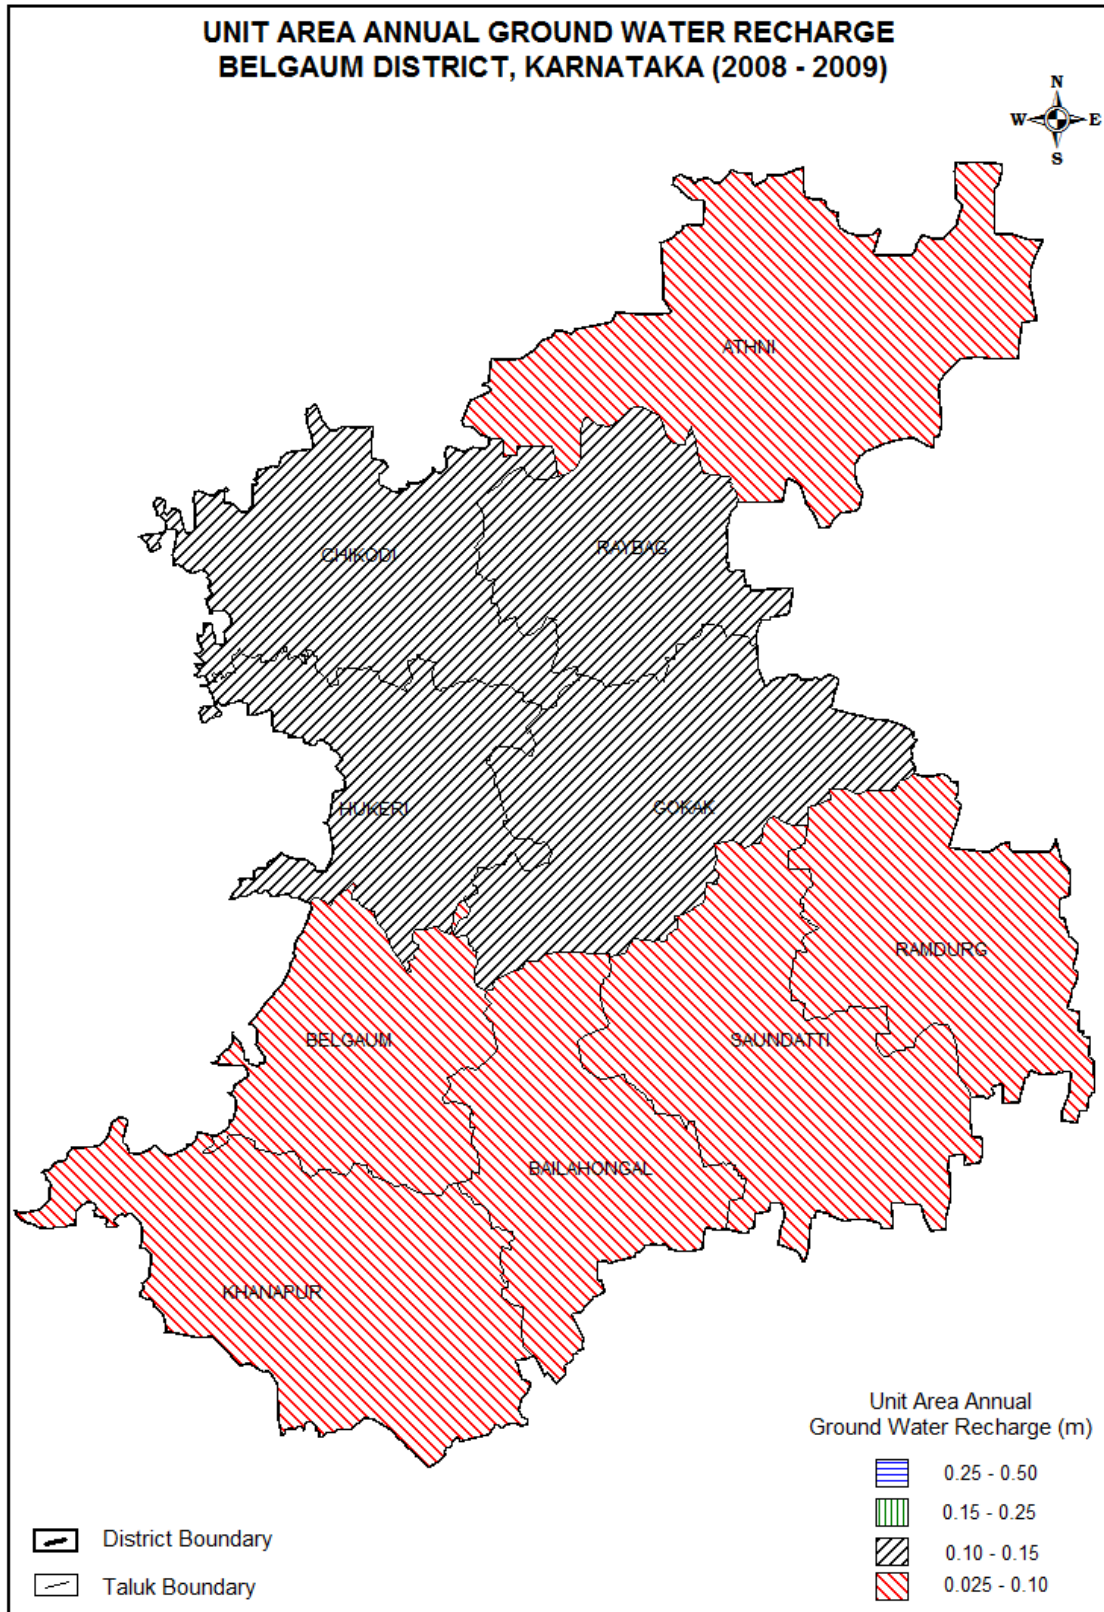 UNIT AREA ANNUAL GROUND WATER RECHARGE
BELGAUM DISTRICT, KARNATAKA (2008 - 2009)
N
W E
S
ATHNI
CHIKODI
RAYBAG
HUKERI
GOKAK
RAMDURG
BELGAUM
SAUNDATTI
BAILAHONGAL
KHANAPUR
Unit Area Annual
Ground Water Recharge (m)
0.25 - 0.50
0.15 - 0.25
0.10 - 0.15
0.025 - 0.10
District Boundary
Taluk Boundary